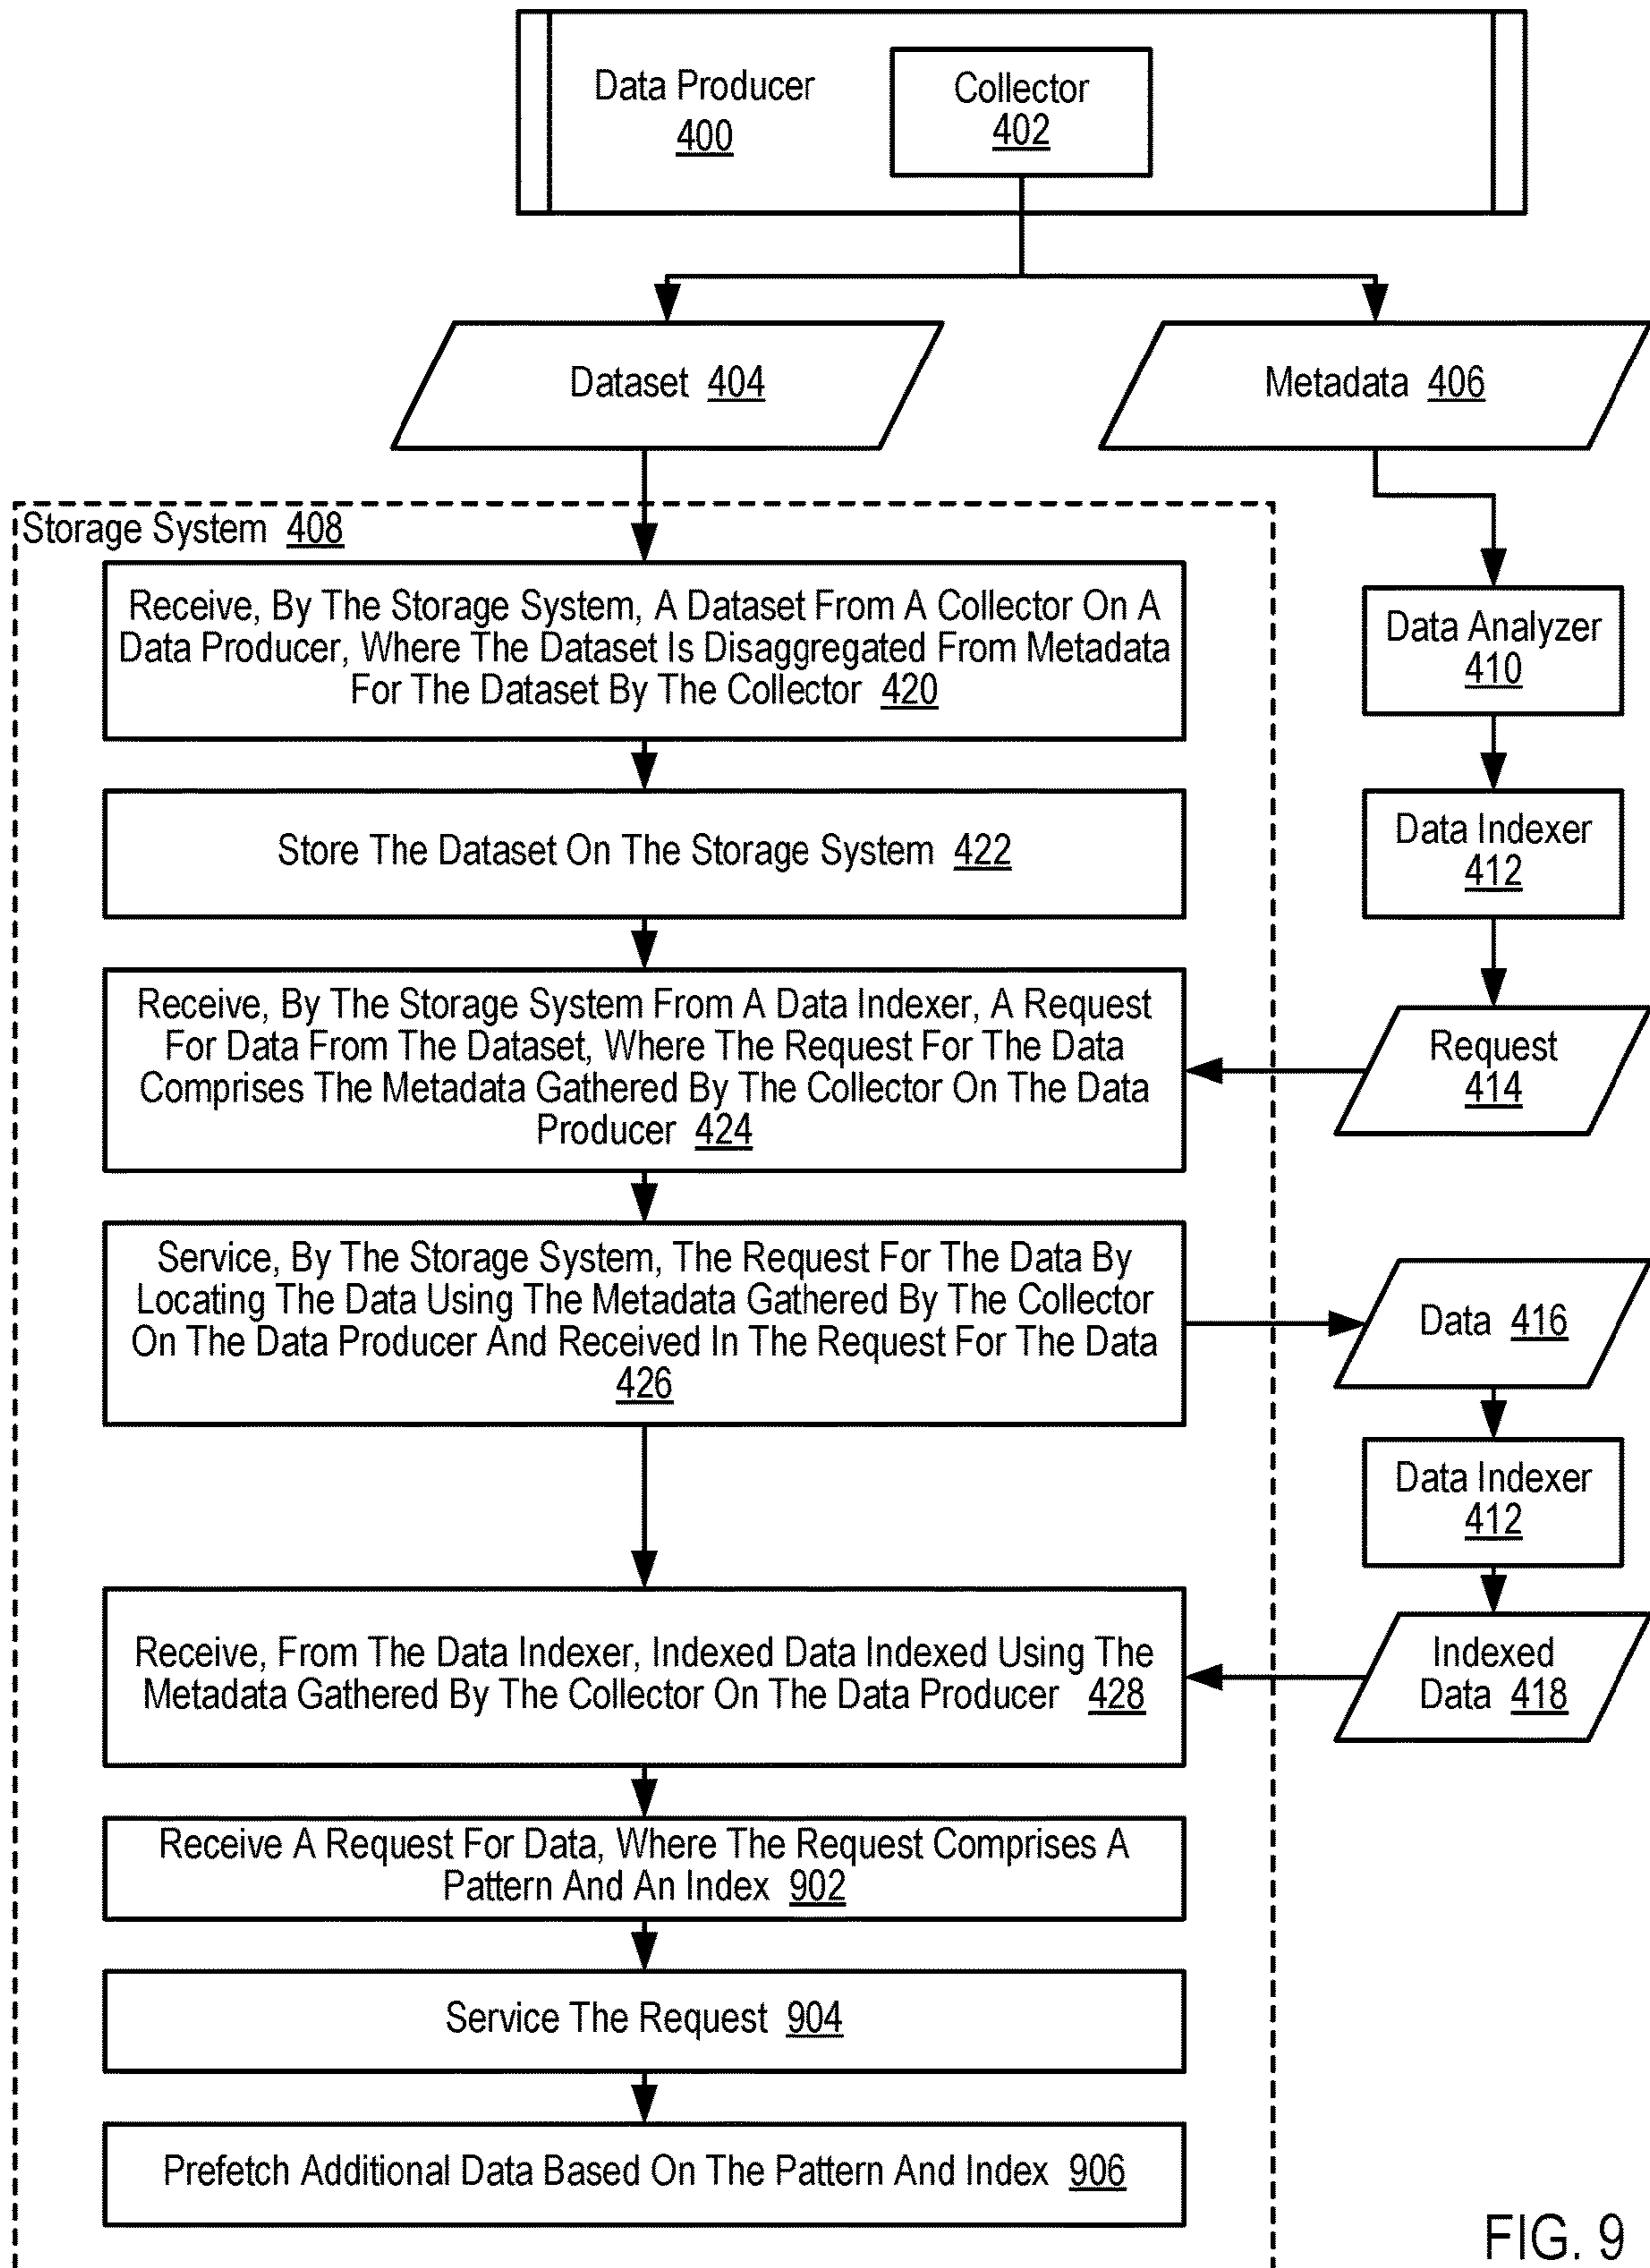 Data Producer
400
Collector
402
Dataset 404
Metadata 406
Storage System 408
Receive, By The Storage System, A Dataset From A Collector On A
Data Producer, Where The Dataset Is Disaggregated From Metadata
For The Dataset By The Collector 420
Data Analyzer
410
Store The Dataset On The Storage System 422
Data Indexer
412
Receive, By The Storage System From A Data Indexer, A Request
For Data From The Dataset, Where The Request For The Data
Comprises The Metadata Gathered By The Collector On The Data
Producer 424
Request
414
Service, By The Storage System, The Request For The Data By
Locating The Data Using The Metadata Gathered By The Collector
On The Data Producer And Received In The Request For The Data
426
Data 416
Data Indexer
412
Receive, From The Data Indexer, Indexed Data Indexed Using The
Metadata Gathered By The Collector On The Data Producer 428
Indexed
Data 418
Receive A Request For Data, Where The Request Comprises A
Pattern And An Index 902
Service The Request 904
Prefetch Additional Data Based On The Pattern And Index 906
FIG. 9